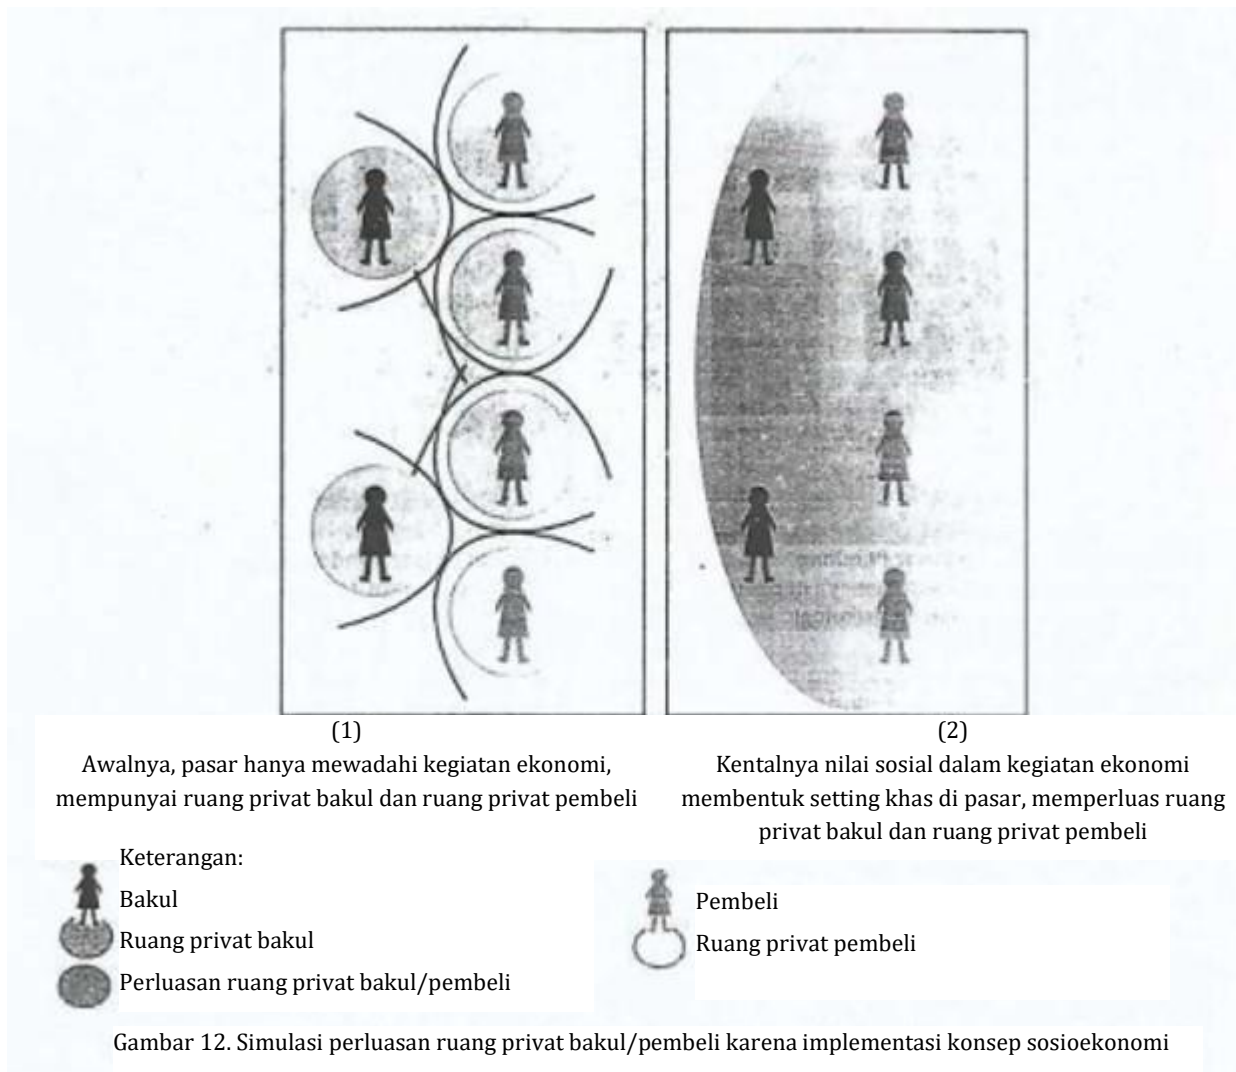 (1)
Awalnya, pasar hanya mewadahi kegiatan ekonomi,
mempunyai ruang privat bakul dan ruang privat pembeli
(2)
Kentalnya nilai sosial dalam kegiatan ekonomi
membentuk setting khas di pasar, memperluas ruang
privat bakul dan ruang privat pembeli
Keterangan:
Bakul
Ruang privat bakul
Perluasan ruang privat bakul/pembeli
Pembeli
Ruang privat pembeli
Gambar 12. Simulasi perluasan ruang privat bakul/pembeli karena implementasi konsep sosioekonomi